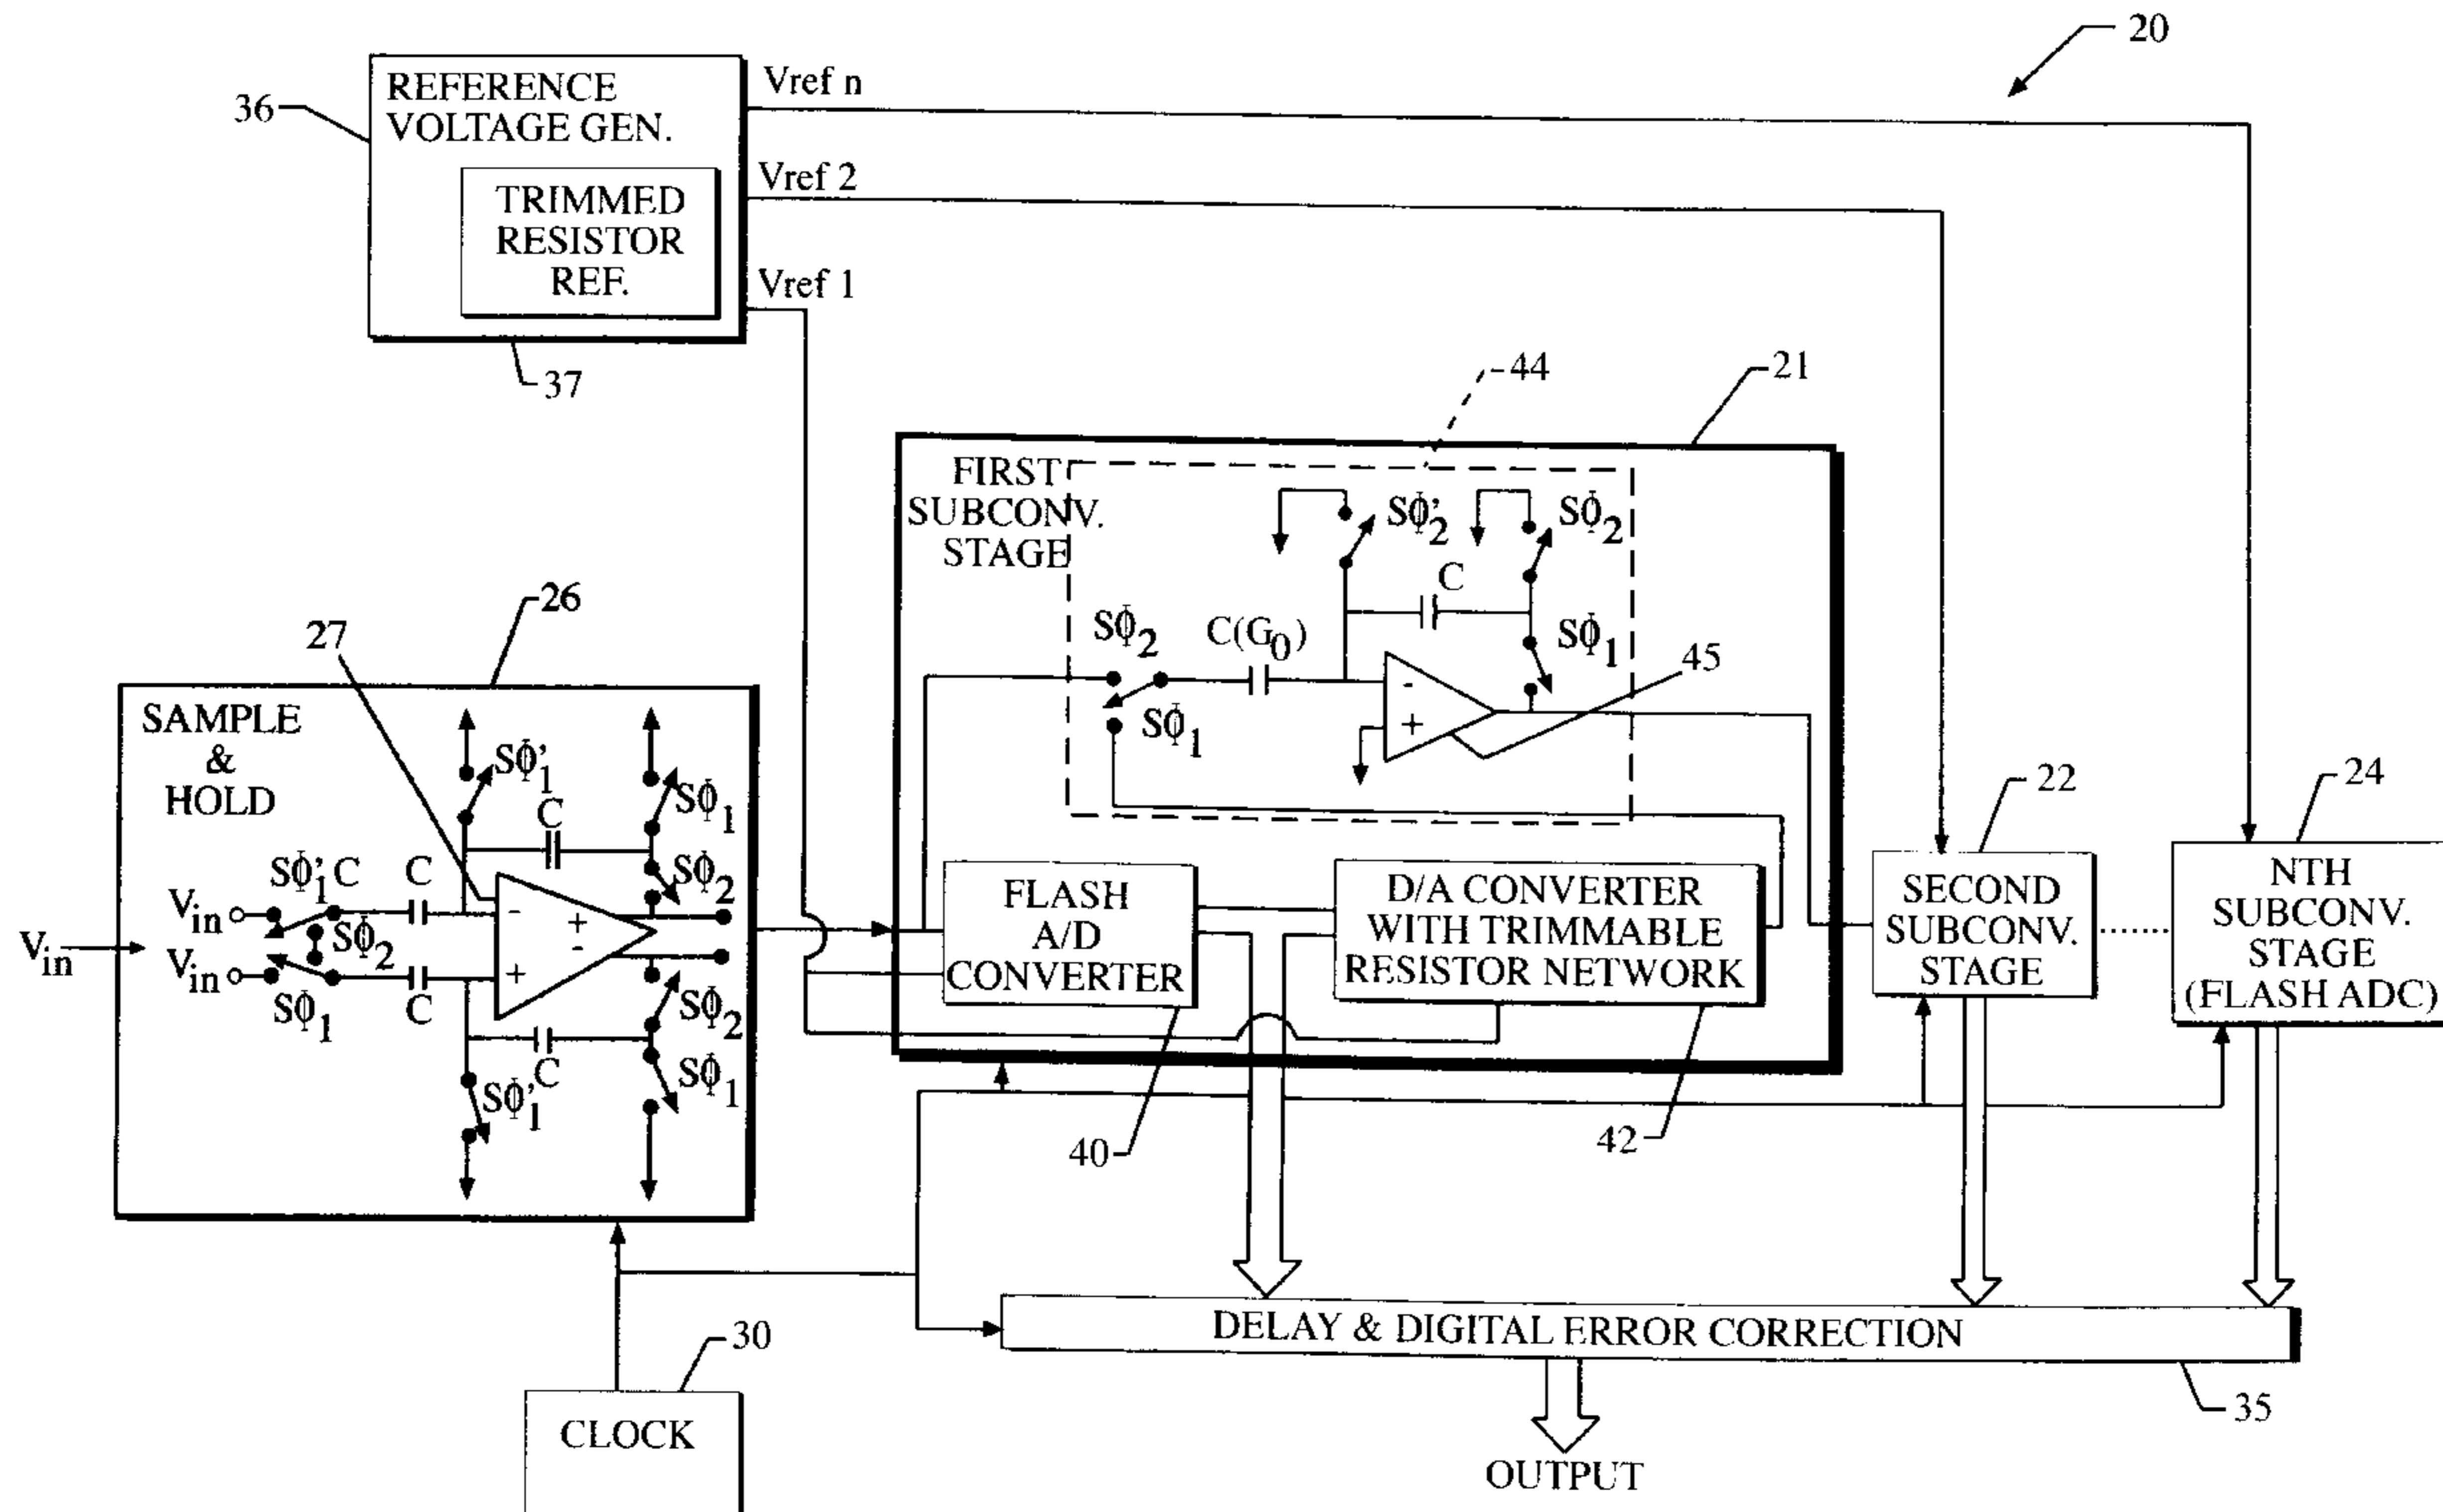 20
REFERENCE
VOLTAGE GEN.
36
TRIMMED
RESISTOR
REF.
37
Vref n
Vref 2
Vref 1
44
21
FIRST
SUBCONV.
STAGE
SΦ'2
SΦ2
C
SΦ2
C(G0)
SΦ1
SΦ1
-
+
45
26
27
SAMPLE
&
HOLD
SΦ'1
SΦ1
C
SΦ'1 C
C
SΦ2
Vin
Vin
Vin
SΦ2
SΦ1
C
-
+
+
-
SΦ2
C
SΦ1
SΦ'1
FLASH
A/D
CONVERTER
40
D/A CONVERTER
WITH TRIMMABLE
RESISTOR NETWORK
42
22
SECOND
SUBCONV.
STAGE
24
NTH
SUBCONV.
STAGE
(FLASH ADC)
30
CLOCK
DELAY & DIGITAL ERROR CORRECTION
35
OUTPUT